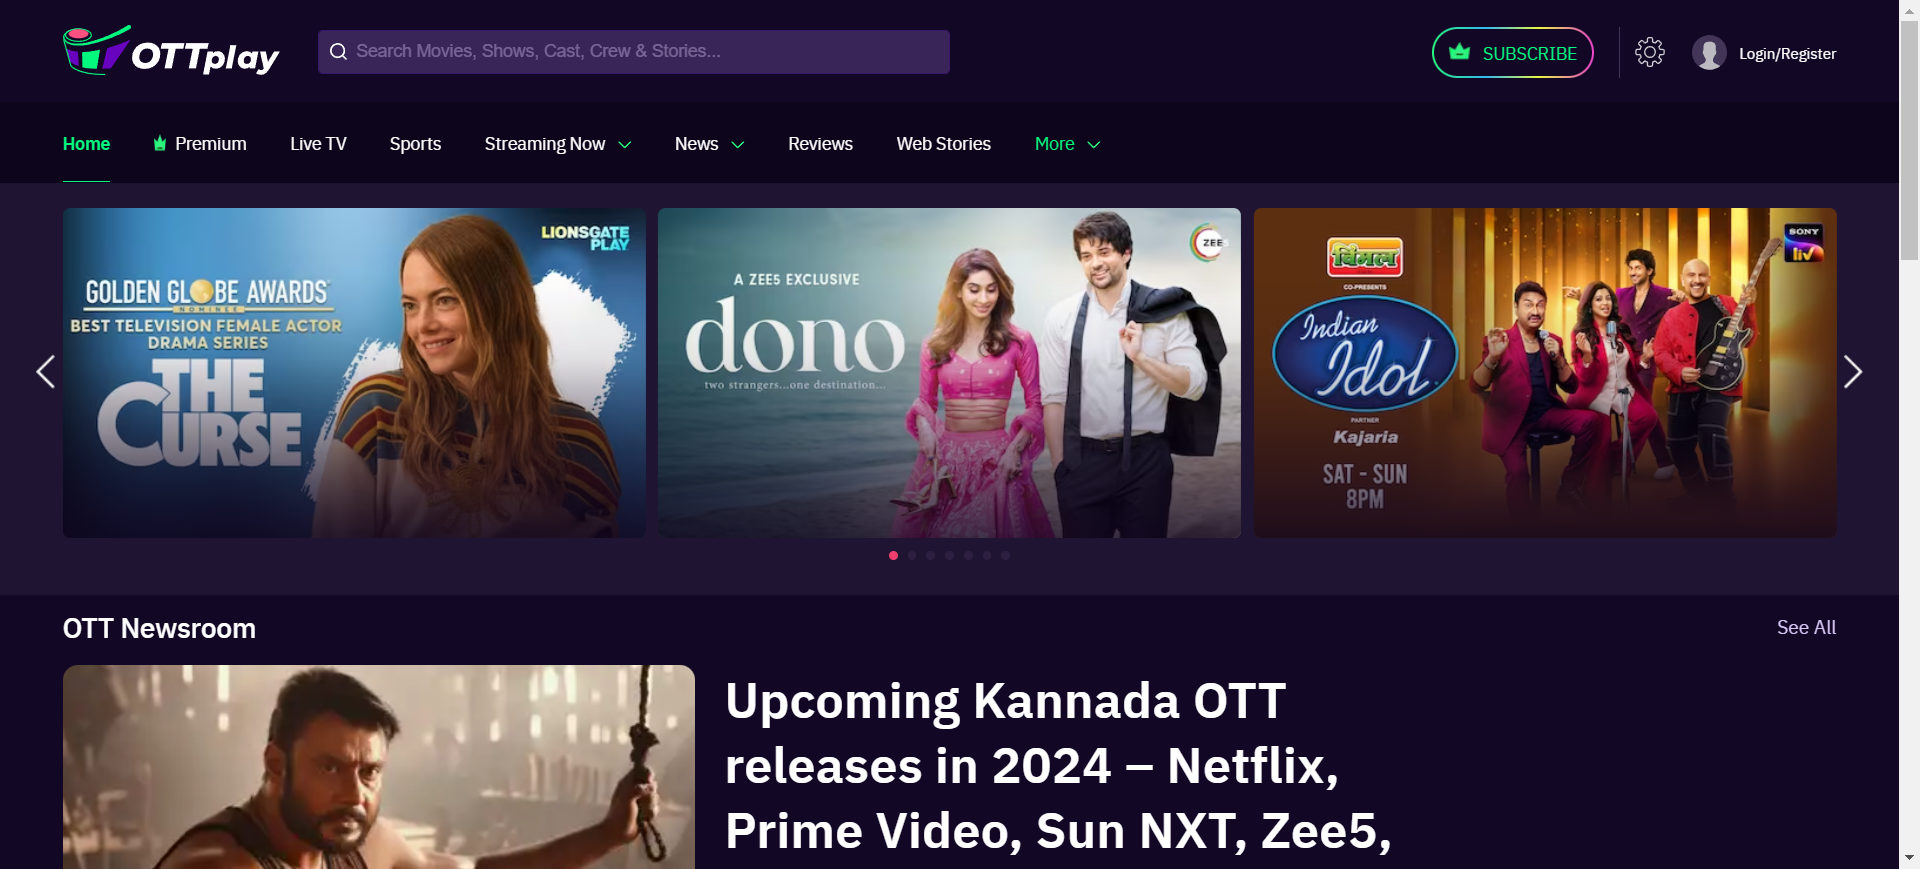 OTTplay
Search Movies, Shows, Cast, Crew & Stories...
SUBSCRIBE
Login/Register
Home
Premium
Live TV
Sports
Streaming Now
News
Reviews
Web Stories
More
LIONSGATE
PLAY
GOLDEN GLOBE AWARDS
NOMINEE
BEST TELEVISION FEMALE ACTOR
DRAMA SERIES
THE
CURSE
ZEE5
A ZEE5 EXCLUSIVE
dono
two strangers...one destination...
SONY
liv
विमल
CO-PRESENTS
Indian
Idol
PARTNER
Kajaria
SAT - SUN
8PM
OTT Newsroom
See All
Upcoming Kannada OTT
releases in 2024 – Netflix,
Prime Video, Sun NXT, Zee5,